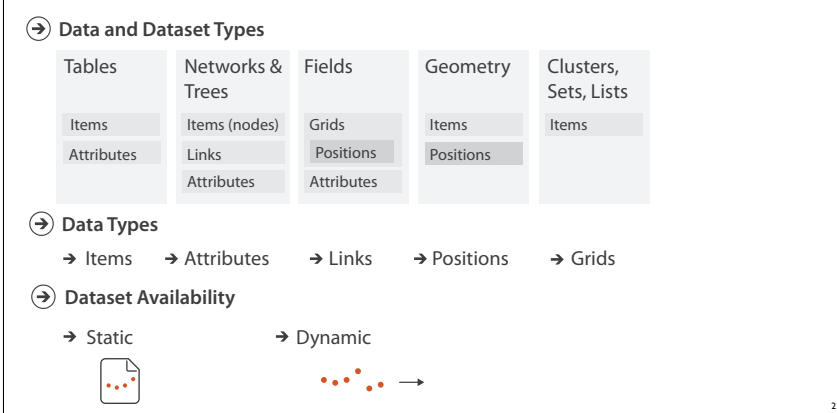 Data and Dataset Types
Tables
Networks &
Trees
Fields
Geometry
Clusters,
Sets, Lists
Items
Attributes
Items (nodes)
Links
Attributes
Grids
Positions
Attributes
Items
Positions
Items
Data Types
Items
Attributes
Links
Positions
Grids
Dataset Availability
Static
Dynamic
2